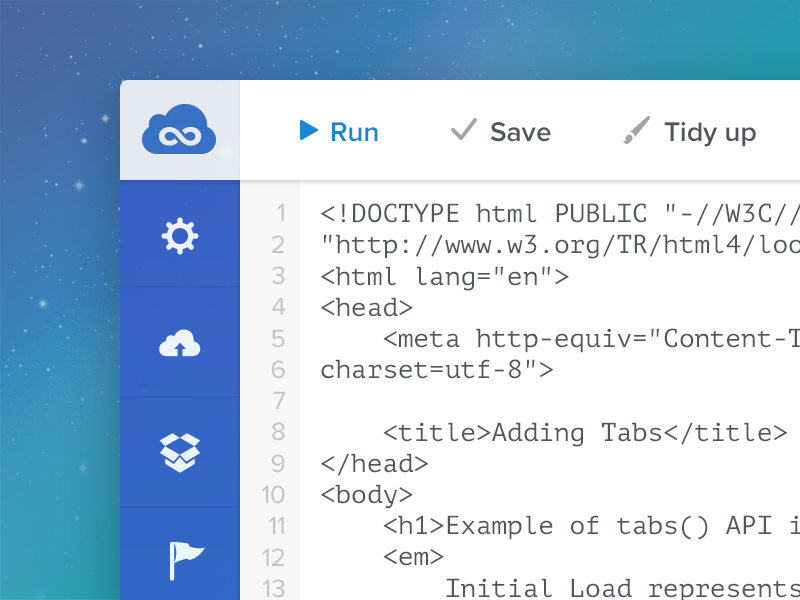 Run Save Tidy up
1 <!DOCTYPE html PUBLIC "-//W3C//
2 "http://www.w3.org/TR/html4/loo
3 <html lang="en">
4 <head>
5     <meta http-equiv="Content-T
6 charset=utf-8">
7
8     <title>Adding Tabs</title>
9 </head>
10 <body>
11     <h1>Example of tabs() API i
12     <em>
13         Initial Load represents